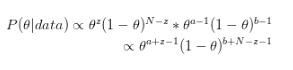 P(θ|data) ∝ θ^z(1 − θ)^{N−z} * θ^{a−1}(1 − θ)^{b−1}
∝ θ^{a+z−1}(1 − θ)^{b+N−z−1}